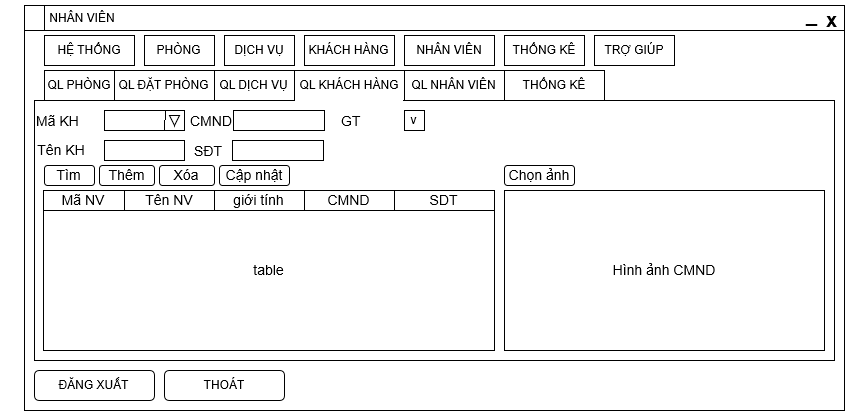 NHÂN VIÊN
_ X
HỆ THỐNG PHÒNG DỊCH VỤ KHÁCH HÀNG NHÂN VIÊN THỐNG KÊ TRỢ GIÚP
QL PHÒNG QL ĐẶT PHÒNG QL DỊCH VỤ QL KHÁCH HÀNG QL NHÂN VIÊN THỐNG KÊ
Mã KH CMND GT v
Tên KH SĐT
Tìm Thêm Xóa Cập nhật Chọn ảnh
Mã NV Tên NV giới tính CMND SDT
table Hình ảnh CMND
ĐĂNG XUẤT THOÁT